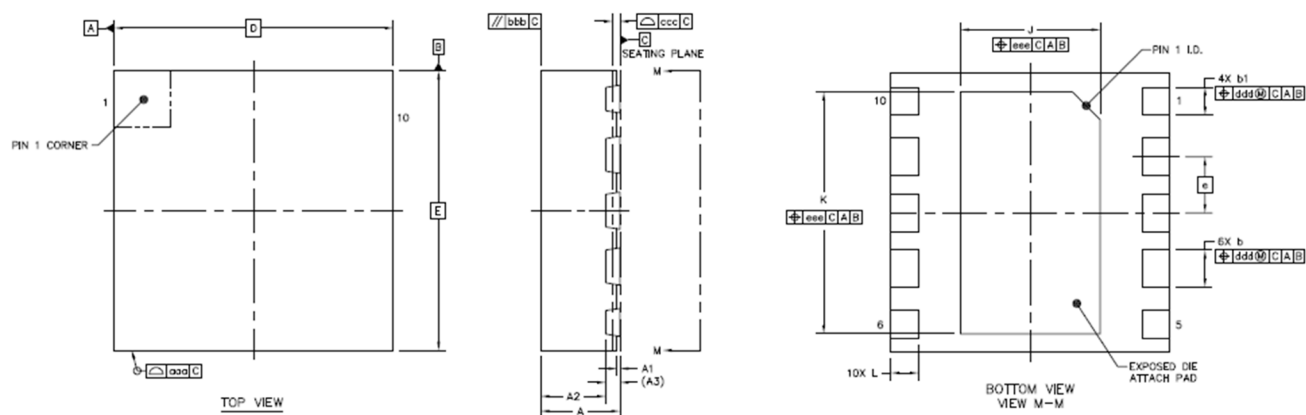 A
D
B
1
10
PIN 1 CORNER
E
⌓ aaa C
TOP VIEW
// bbb C
⌓ ccc C
C
SEATING PLANE
M
M
A1
(A3)
A2
A
J
⌖ eee C A B
PIN 1 I.D.
4X b1
⌖ ddd Ⓜ C A B
10
1
e
K
⌖ eee C A B
6X b
⌖ ddd Ⓜ C A B
6
5
10X L
EXPOSED DIE
ATTACH PAD
BOTTOM VIEW
VIEW M-M